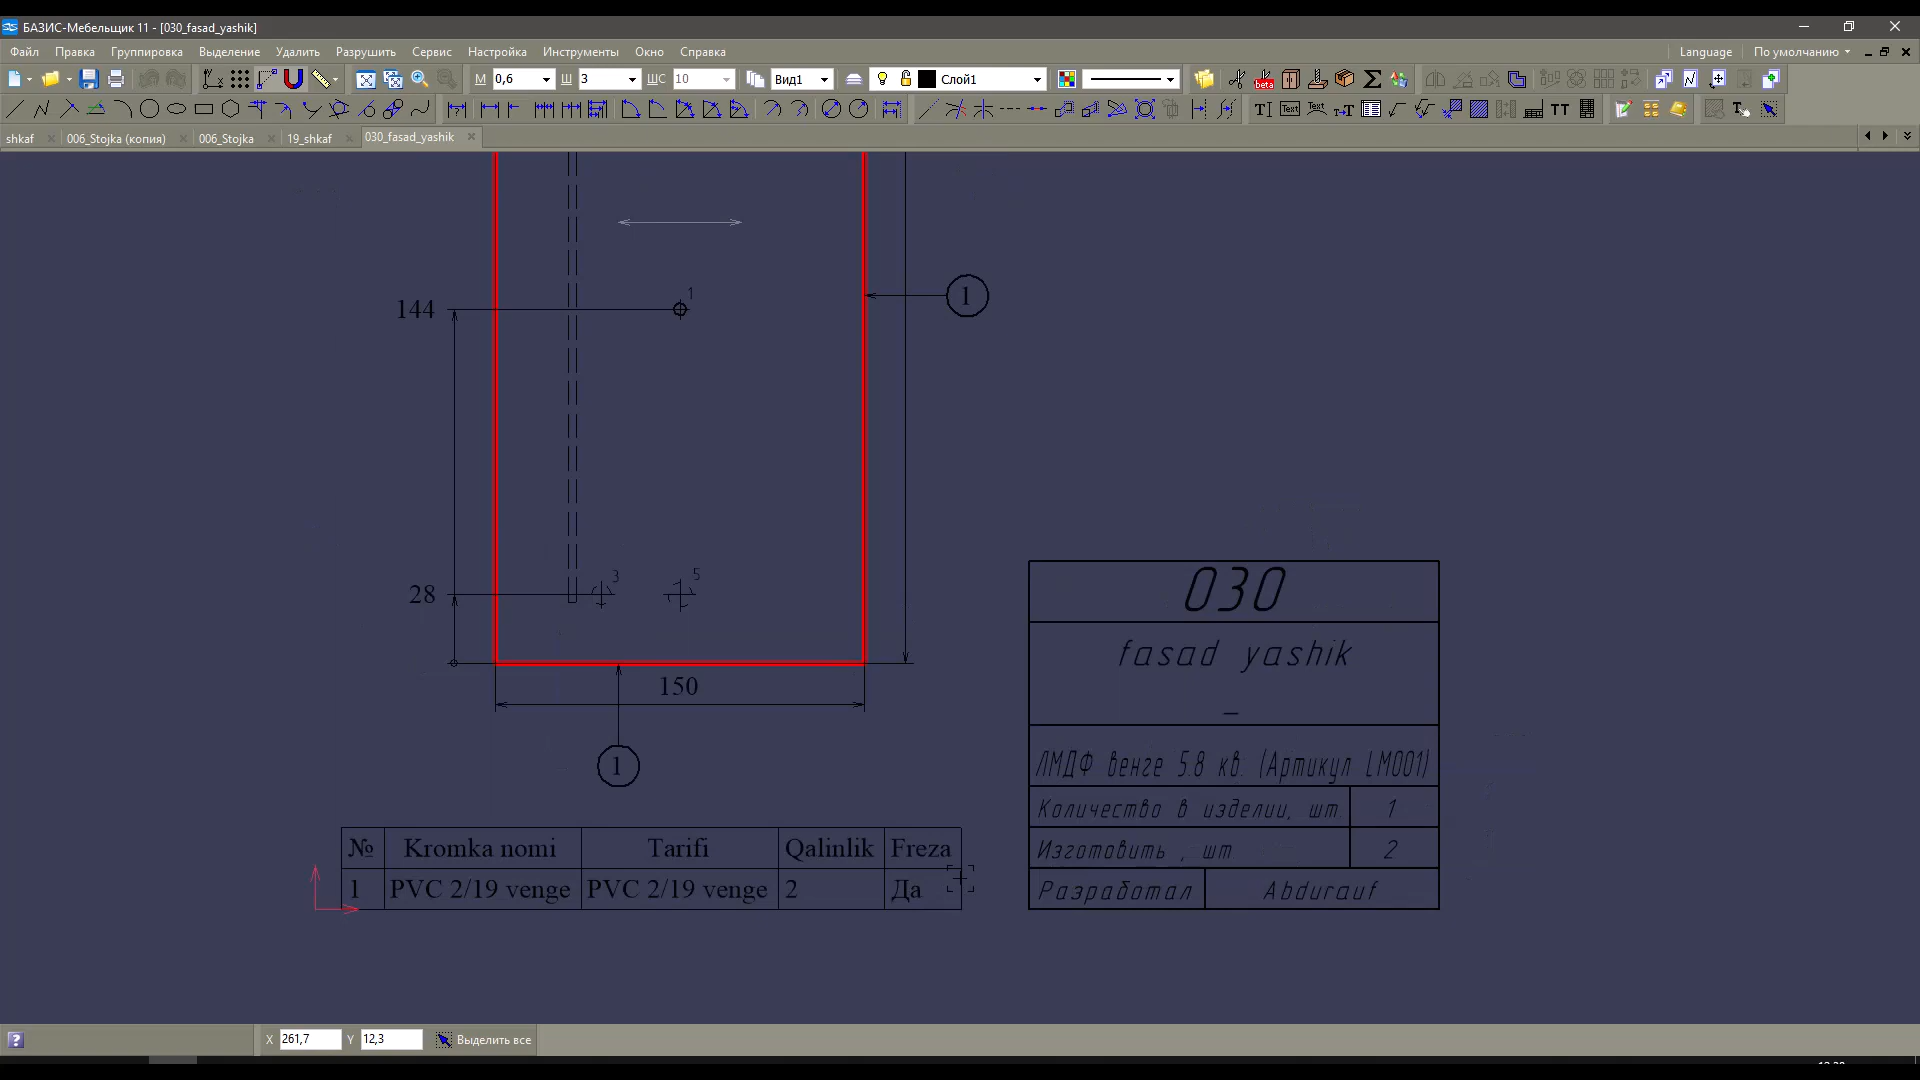 БАЗИС-Мебельщик 11 - [030_fasad_yashik]
Файл Правка Группировка Выделение Удалить Разрушить Сервис Настройка Инструменты Окно Справка Language По умолчанию
М 0,6 Ш 3 ШС 10 Вид1 Слой1 beta
Text Text
shkaf 006_Stojka (копия) 006_Stojka 19_shkaf 030_fasad_yashik
1
144
1
3
5
28
150
1
030
fasad yashik
_
ЛМДФ венге 5.8 кв. (Артикул LM001)
Количество в изделии, шт. 1
Изготовить , шт 2
Разработал Abdurauf
№ Kromka nomi Tarifi Qalinlik Freza
1 PVC 2/19 venge PVC 2/19 venge 2 Да
X 261,7 Y 12,3 Выделить все